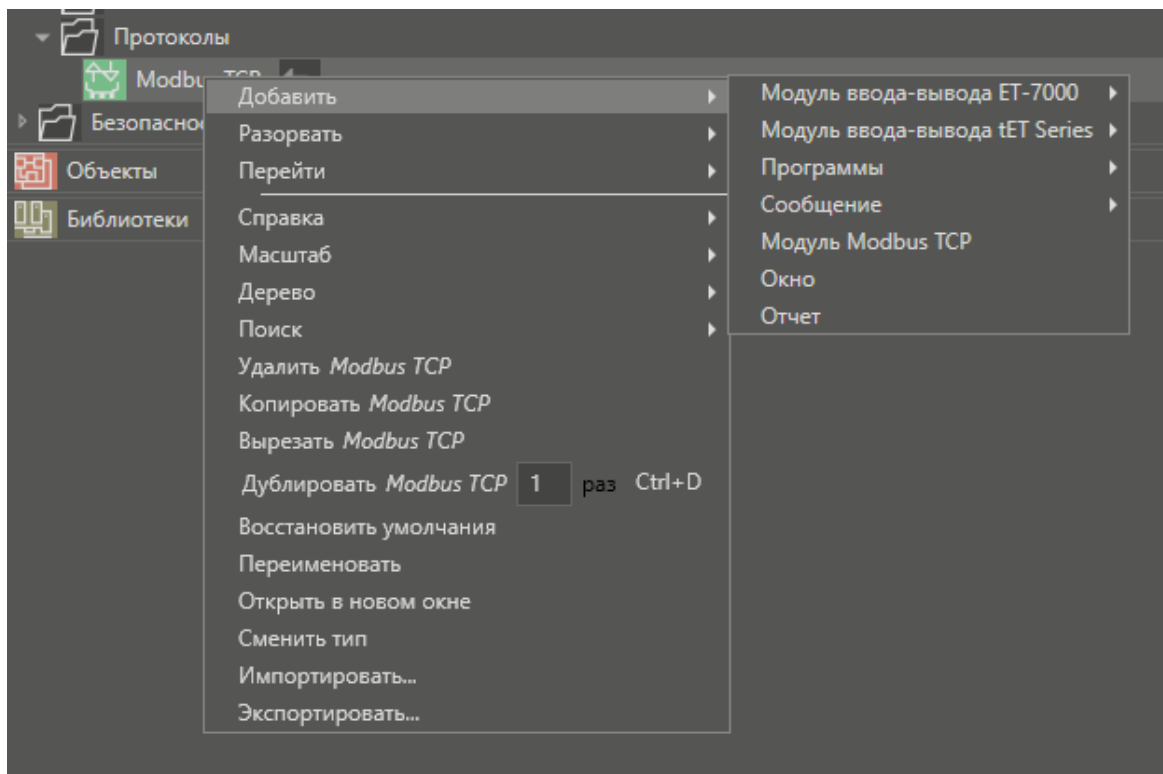 Протоколы
Modbus TCP
Безопасно
Объекты
Библиотеки
Добавить
Разорвать
Перейти
Справка
Масштаб
Дерево
Поиск
Удалить Modbus TCP
Копировать Modbus TCP
Вырезать Modbus TCP
Дублировать Modbus TCP 1 раз Ctrl+D
Восстановить умолчания
Переименовать
Открыть в новом окне
Сменить тип
Импортировать...
Экспортировать...
Модуль ввода-вывода ET-7000
Модуль ввода-вывода tET Series
Программы
Сообщение
Модуль Modbus TCP
Окно
Отчет